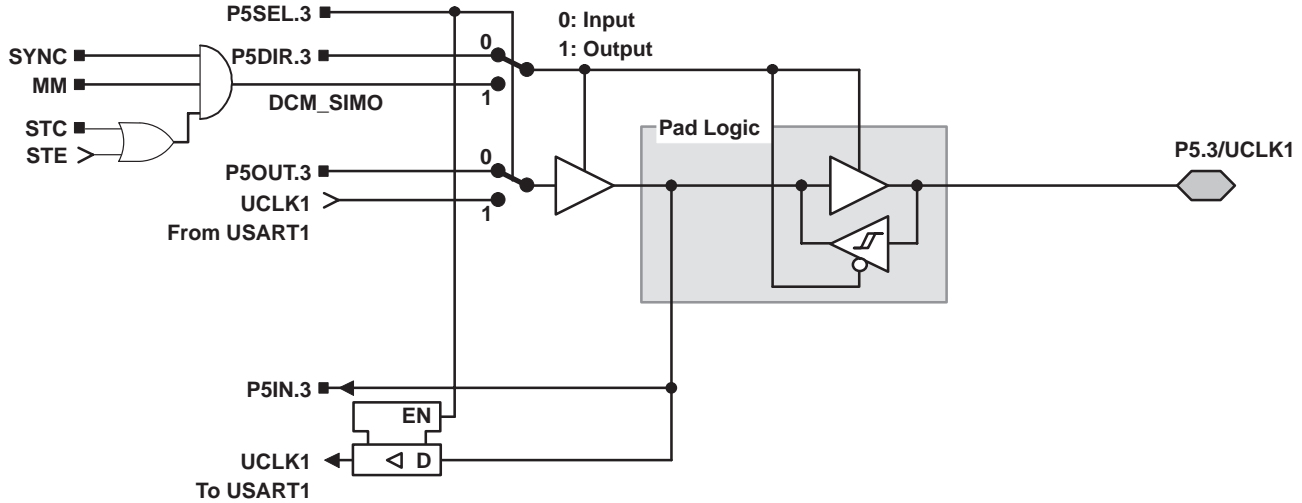 P5SEL.3
0: Input
1: Output
SYNC
P5DIR.3
0
MM
1
DCM_SIMO
STC
STE
Pad Logic
P5OUT.3
0
P5.3/UCLK1
UCLK1
1
From USART1
P5IN.3
EN
UCLK1
D
To USART1